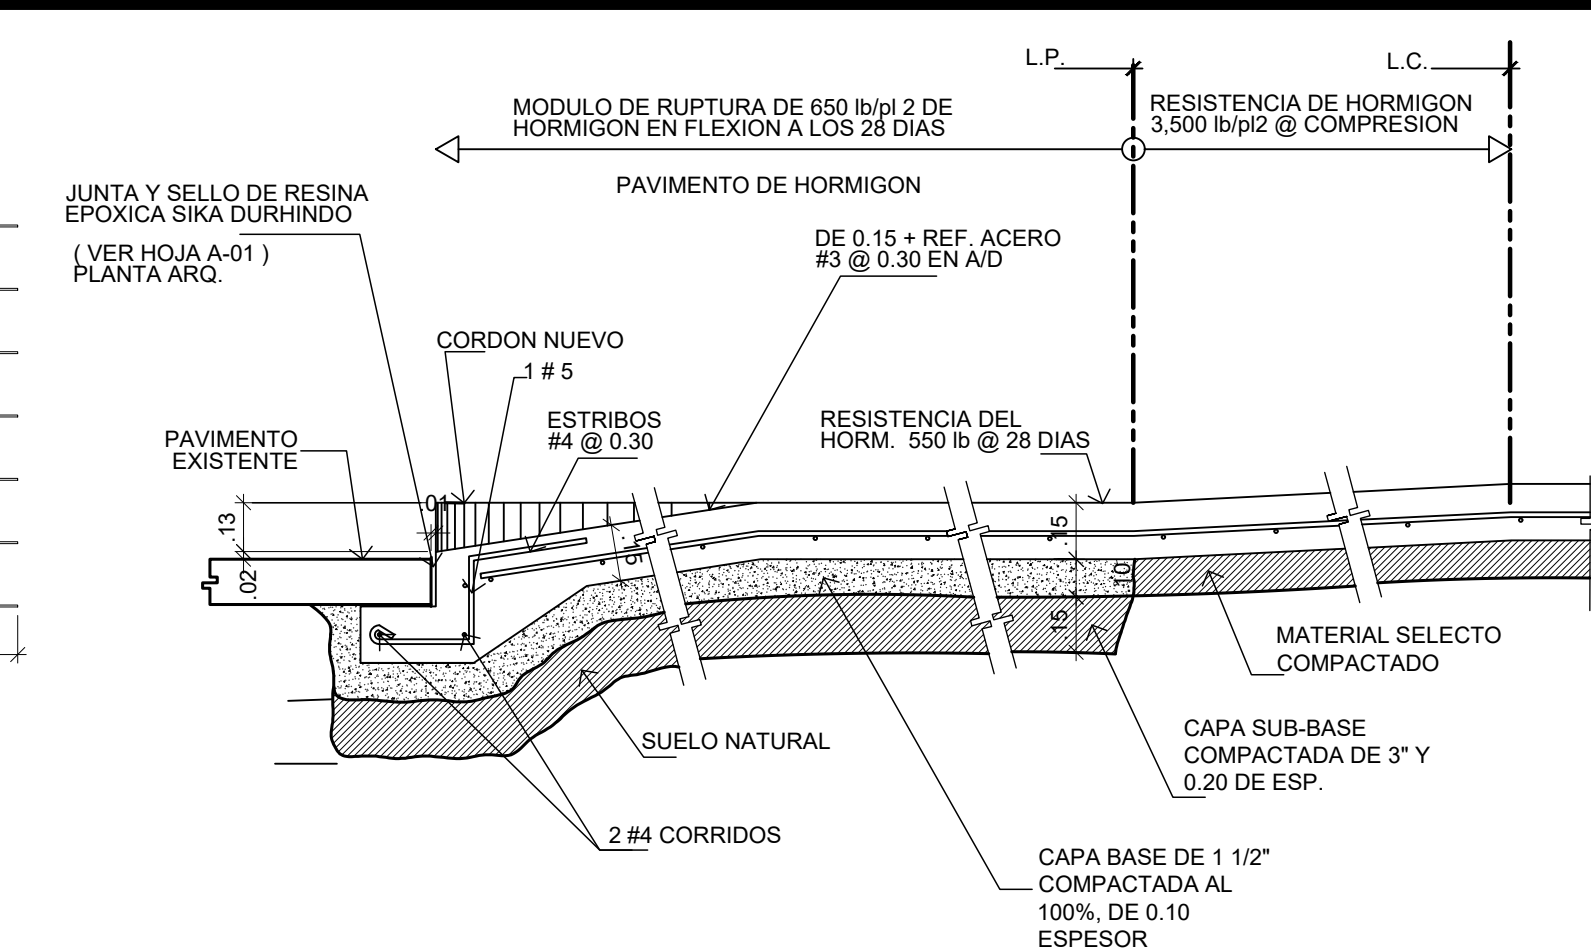 L.P.
L.C.
MODULO DE RUPTURA DE 650 lb/pl 2 DE
HORMIGON EN FLEXION A LOS 28 DIAS
RESISTENCIA DE HORMIGON
3,500 lb/pl2 @ COMPRESION
PAVIMENTO DE HORMIGON
JUNTA Y SELLO DE RESINA
EPOXICA SIKA DURHINDO
( VER HOJA A-01 )
PLANTA ARQ.
DE 0.15 + REF. ACERO
#3 @ 0.30 EN A/D
CORDON NUEVO
1 # 5
ESTRIBOS
#4 @ 0.30
RESISTENCIA DEL
HORM. 550 lb @ 28 DIAS
PAVIMENTO
EXISTENTE
.01
.13
.02
.15
.15
.10
.15
MATERIAL SELECTO
COMPACTADO
SUELO NATURAL
CAPA SUB-BASE
COMPACTADA DE 3" Y
0.20 DE ESP.
2 #4 CORRIDOS
CAPA BASE DE 1 1/2"
COMPACTADA AL
100%, DE 0.10
ESPESOR